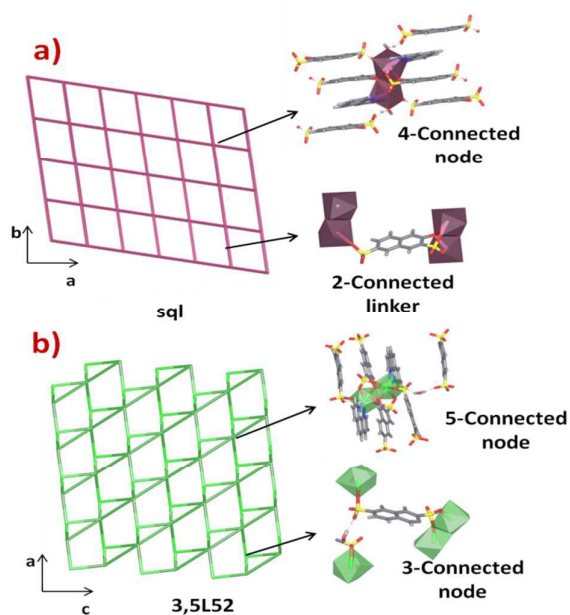 a)
4-Connected
node
b
a
2-Connected
linker
sql
b)
5-Connected
node
a
c
3-Connected
node
3,5L52